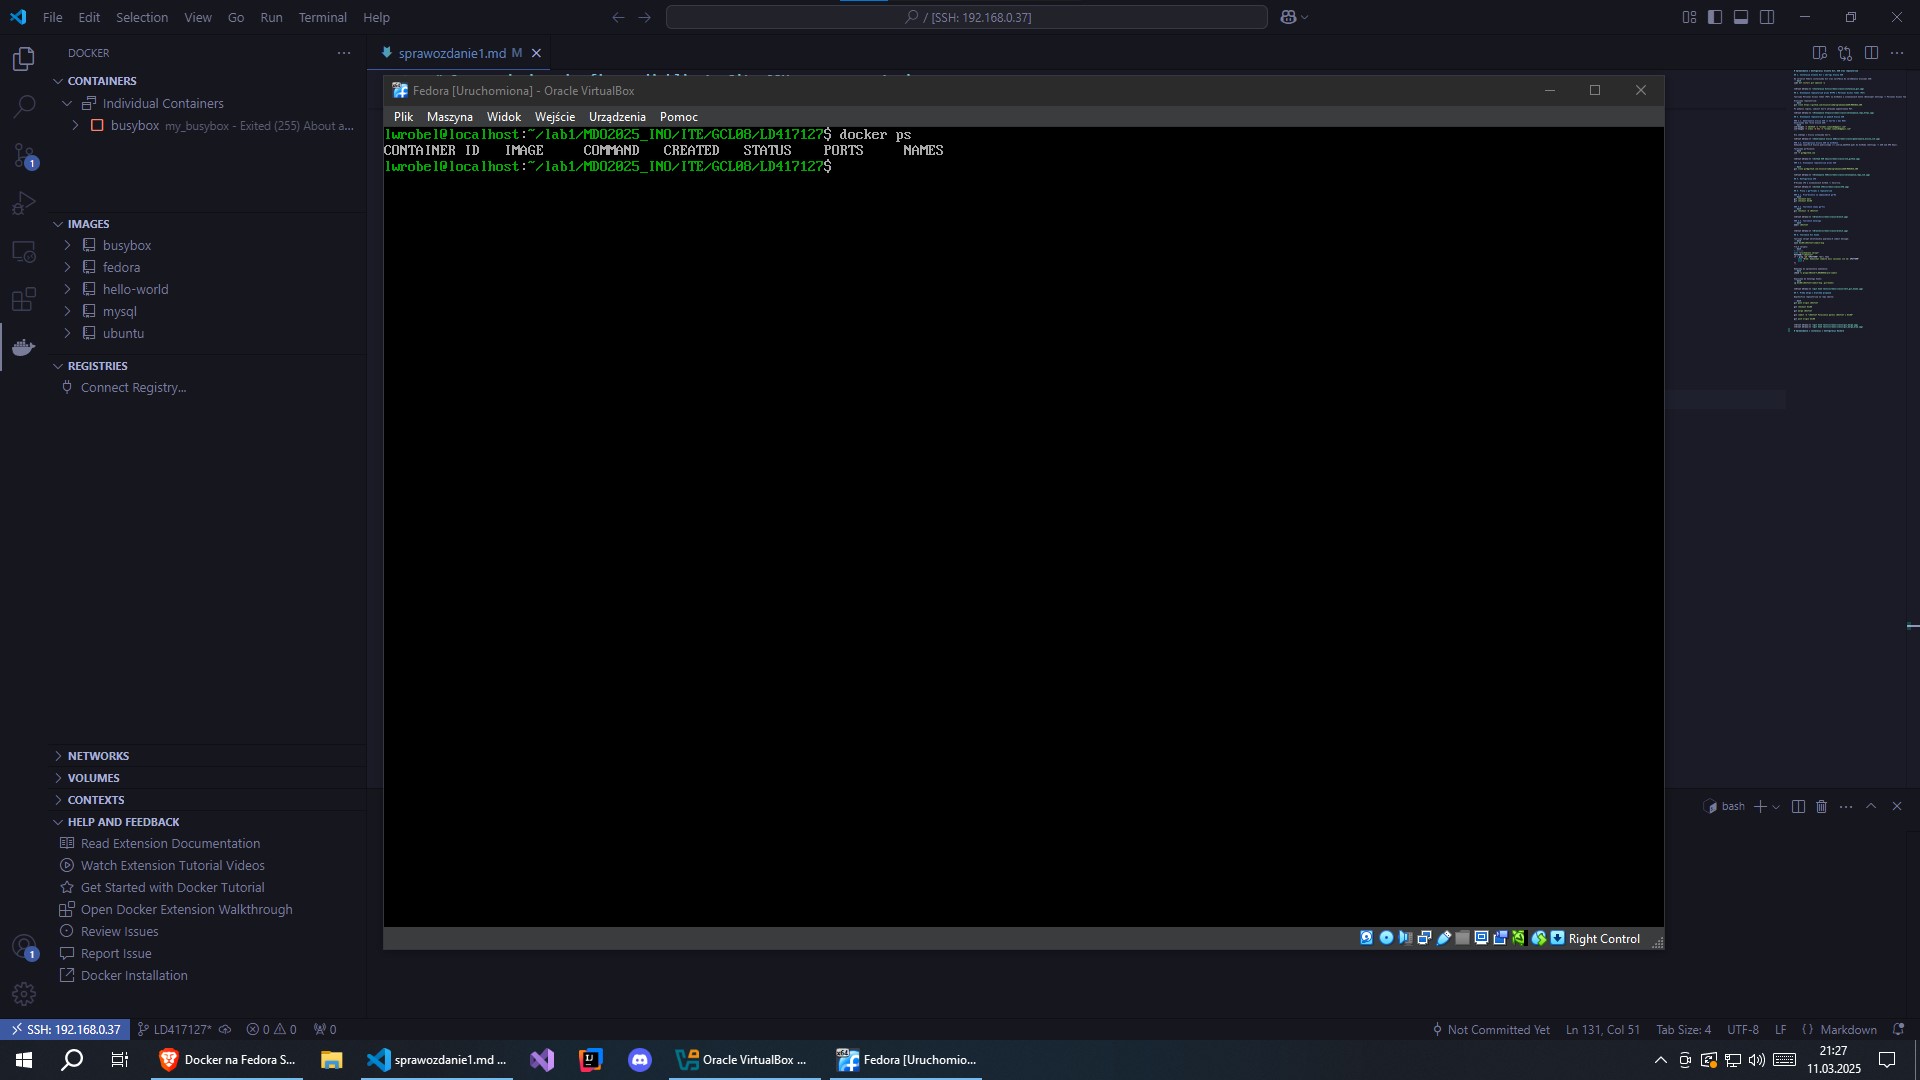 File Edit Selection View Go Run Terminal Help
/ [SSH: 192.168.0.37]
DOCKER
sprawozdanie1.md M
CONTAINERS
Individual Containers
busybox my_busybox - Exited (255) About a...
1
IMAGES
busybox
fedora
hello-world
mysql
ubuntu
REGISTRIES
Connect Registry...
Fedora [Uruchomiona] - Oracle VirtualBox
Plik Maszyna Widok Wejście Urządzenia Pomoc
lwrobel@localhost:~/lab1/MDO2025_INO/ITE/GCL08/LD417127$ docker ps
CONTAINER ID IMAGE COMMAND CREATED STATUS PORTS NAMES
lwrobel@localhost:~/lab1/MDO2025_INO/ITE/GCL08/LD417127$
Right Control
bash
NETWORKS
VOLUMES
CONTEXTS
HELP AND FEEDBACK
Read Extension Documentation
Watch Extension Tutorial Videos
Get Started with Docker Tutorial
Open Docker Extension Walkthrough
Review Issues
Report Issue
Docker Installation
1
SSH: 192.168.0.37 LD417127* 0 0 0
Not Committed Yet Ln 131, Col 51 Tab Size: 4 UTF-8 LF {} Markdown
Docker na Fedora S...
sprawozdanie1.md ...
Oracle VirtualBox ...
Fedora [Uruchomio...
21:27
11.03.2025